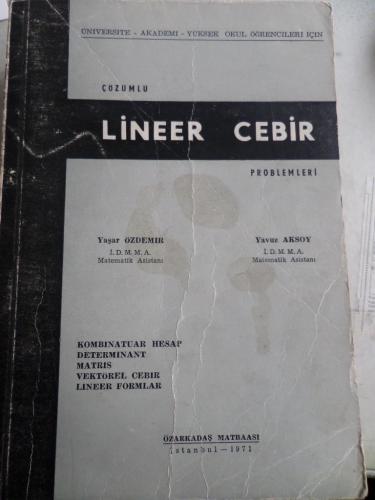 ÜNİVERSİTE - AKADEMİ - YÜKSEK OKUL ÖĞRENCİLERİ İÇİN
ÇÖZÜMLÜ
LİNEER CEBİR
PROBLEMLERİ
Yaşar ÖZDEMİR
İ. D. M. M. A.
Matematik Asistanı
Yavuz AKSOY
İ. D. M. M. A.
Matematik Asistanı
KOMBİNATUAR HESAP
DETERMİNANT
MATRİS
VEKTÖREL CEBİR
LİNEER FORMLAR
ÖZARKADAŞ MATBAASI
İstanbul — 1971